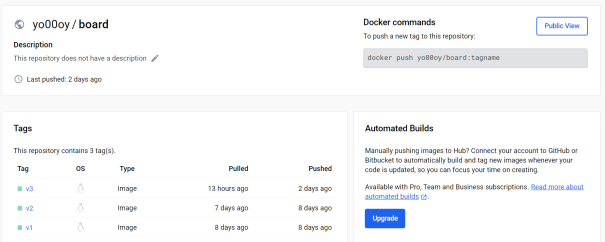 yo00oy / board
Description
This repository does not have a description
Last pushed: 2 days ago
Docker commands
To push a new tag to this repository:
Public View
docker push yo00oy/board:tagname
Tags
This repository contains 3 tag(s).
Tag OS Type Pulled Pushed
v3 Image 13 hours ago 2 days ago
v2 Image 7 days ago 8 days ago
v1 Image 8 days ago 8 days ago
Automated Builds
Manually pushing images to Hub? Connect your account to GitHub or
Bitbucket to automatically build and tag new images whenever your
code is updated, so you can focus your time on creating.
Available with Pro, Team and Business subscriptions. Read more about
automated builds
Upgrade